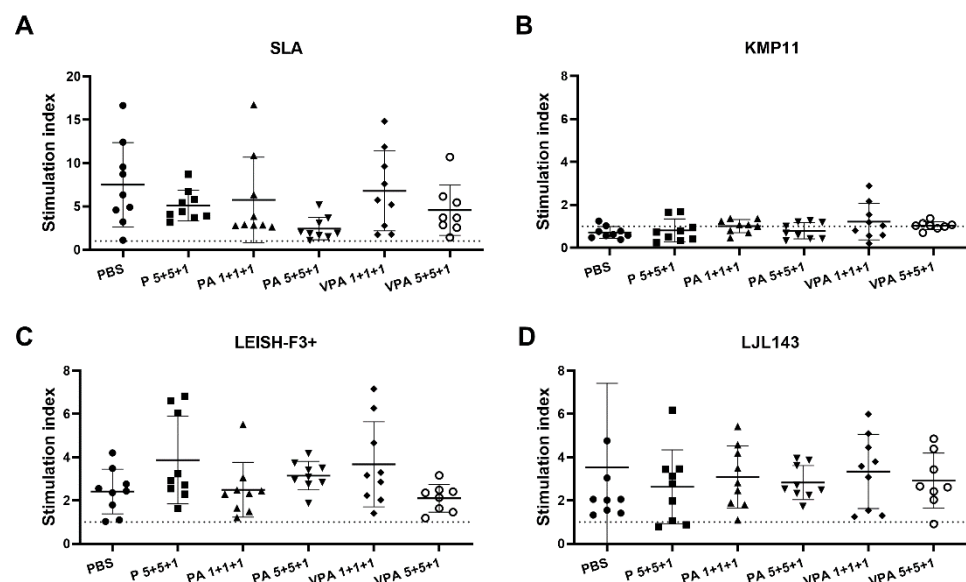 A
SLA
Stimulation index
20
15
10
5
0
PBS
P 5+5+1
PA 1+1+1
PA 5+5+1
VPA 1+1+1
VPA 5+5+1
B
KMP11
Stimulation index
8
6
4
2
0
PBS
P 5+5+1
PA 1+1+1
PA 5+5+1
VPA 1+1+1
VPA 5+5+1
C
LEISH-F3+
Stimulation index
8
6
4
2
0
PBS
P 5+5+1
PA 1+1+1
PA 5+5+1
VPA 1+1+1
VPA 5+5+1
D
LJL143
Stimulation index
8
6
4
2
0
PBS
P 5+5+1
PA 1+1+1
PA 5+5+1
VPA 1+1+1
VPA 5+5+1